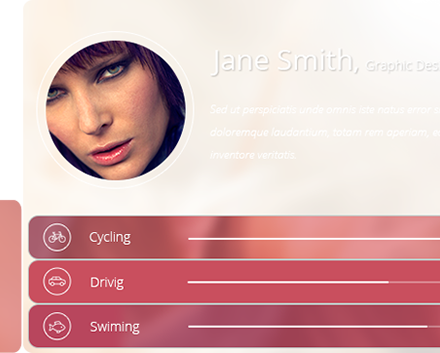 Jane Smith, Graphic Des
Sed ut perspiciatis unde omnis iste natus error s
doloremque laudantium, totam rem aperiam, e
inventore veritatis.
Cycling
Drivig
Swiming